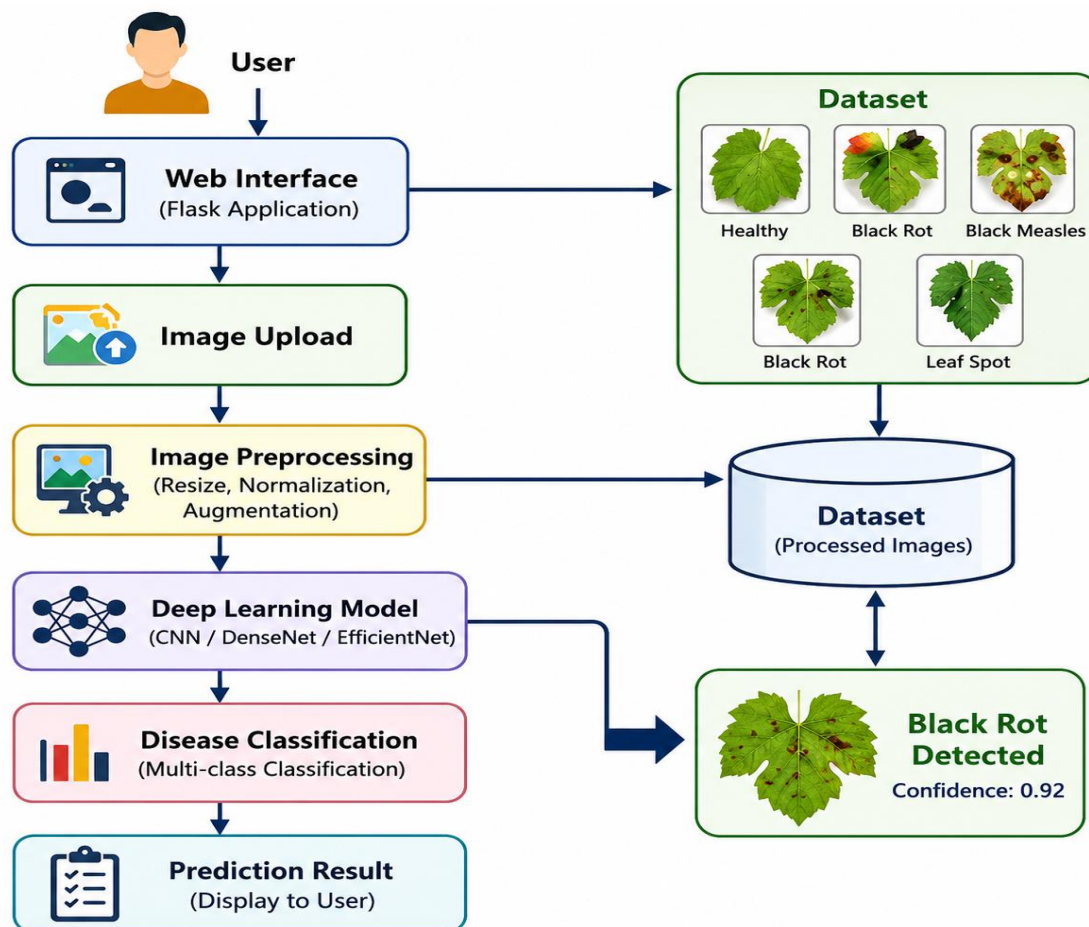 User
Web Interface
(Flask Application)
Image Upload
Image Preprocessing
(Resize, Normalization,
Augmentation)
Deep Learning Model
(CNN / DenseNet / EfficientNet)
Disease Classification
(Multi-class Classification)
Prediction Result
(Display to User)
Dataset
Healthy
Black Rot
Black Measles
Black Rot
Leaf Spot
Dataset
(Processed Images)
Black Rot
Detected
Confidence: 0.92